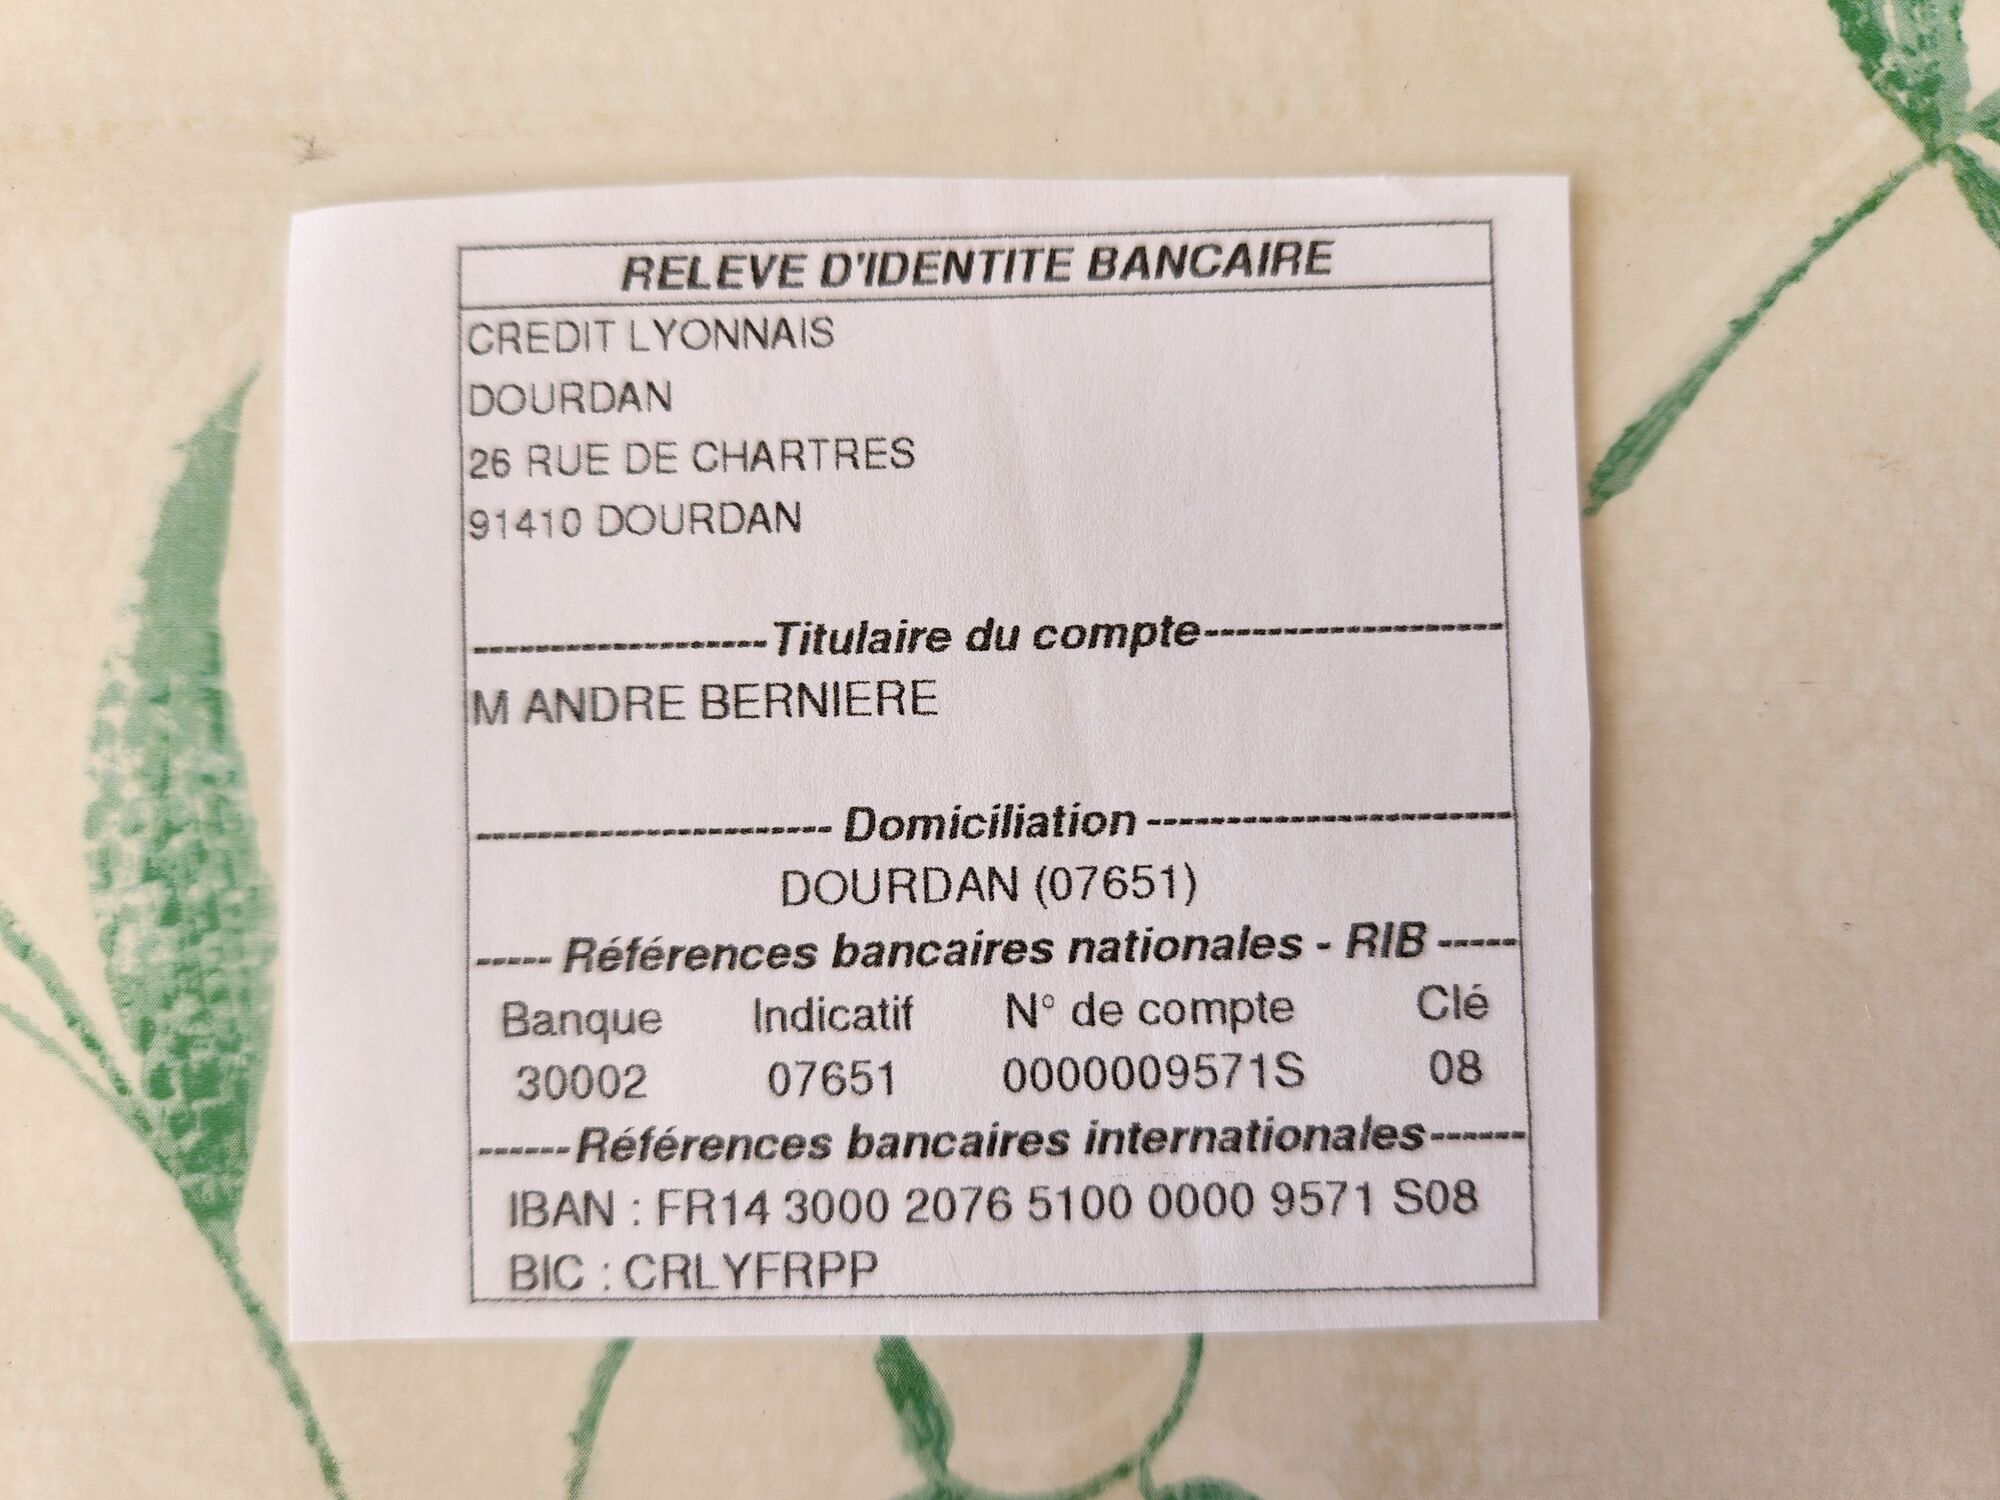 RELEVE D'IDENTITE BANCAIRE
CREDIT LYONNAIS
DOURDAN
26 RUE DE CHARTRES
91410 DOURDAN
-------------------Titulaire du compte-------------------
M ANDRE BERNIERE
----------------------- Domiciliation ------------------------
DOURDAN (07651)
----- Références bancaires nationales - RIB -----
Banque Indicatif N° de compte Clé
30002 07651 0000009571S 08
------Références bancaires internationales------
IBAN : FR14 3000 2076 5100 0000 9571 S08
BIC : CRLYFRPP